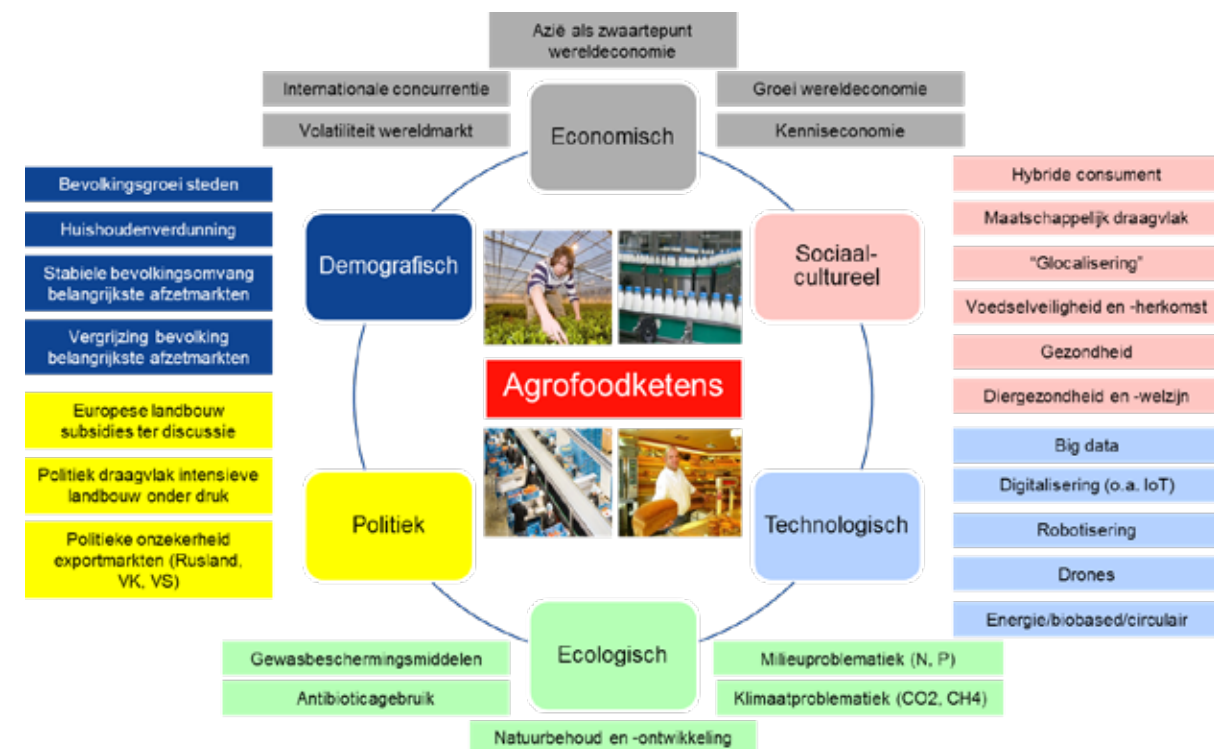 Azië als zwaartepunt
wereldeconomie
Internationale concurrentie
Groei wereldeconomie
Volatiliteit wereldmarkt
Kenniseconomie
Economisch
Bevolkingsgroei steden
Huishoudenverdunning
Stabiele bevolkingsomvang
belangrijkste afzetmarkten
Vergrijzing bevolking
belangrijkste afzetmarkten
Demografisch
Hybride consument
Maatschappelijk draagvlak
“Glocalisering”
Voedselveiligheid en -herkomst
Gezondheid
Diergezondheid en -welzijn
Sociaal-
cultureel
Agrofoodketens
Europese landbouw
subsidies ter discussie
Politiek draagvlak intensieve
landbouw onder druk
Politieke onzekerheid
exportmarkten (Rusland,
VK, VS)
Politiek
Big data
Digitalisering (o.a. IoT)
Robotisering
Drones
Energie/biobased/circulair
Technologisch
Ecologisch
Gewasbeschermingsmiddelen
Milieuproblematiek (N, P)
Antibioticagebruik
Klimaatproblematiek (CO2, CH4)
Natuurbehoud en -ontwikkeling